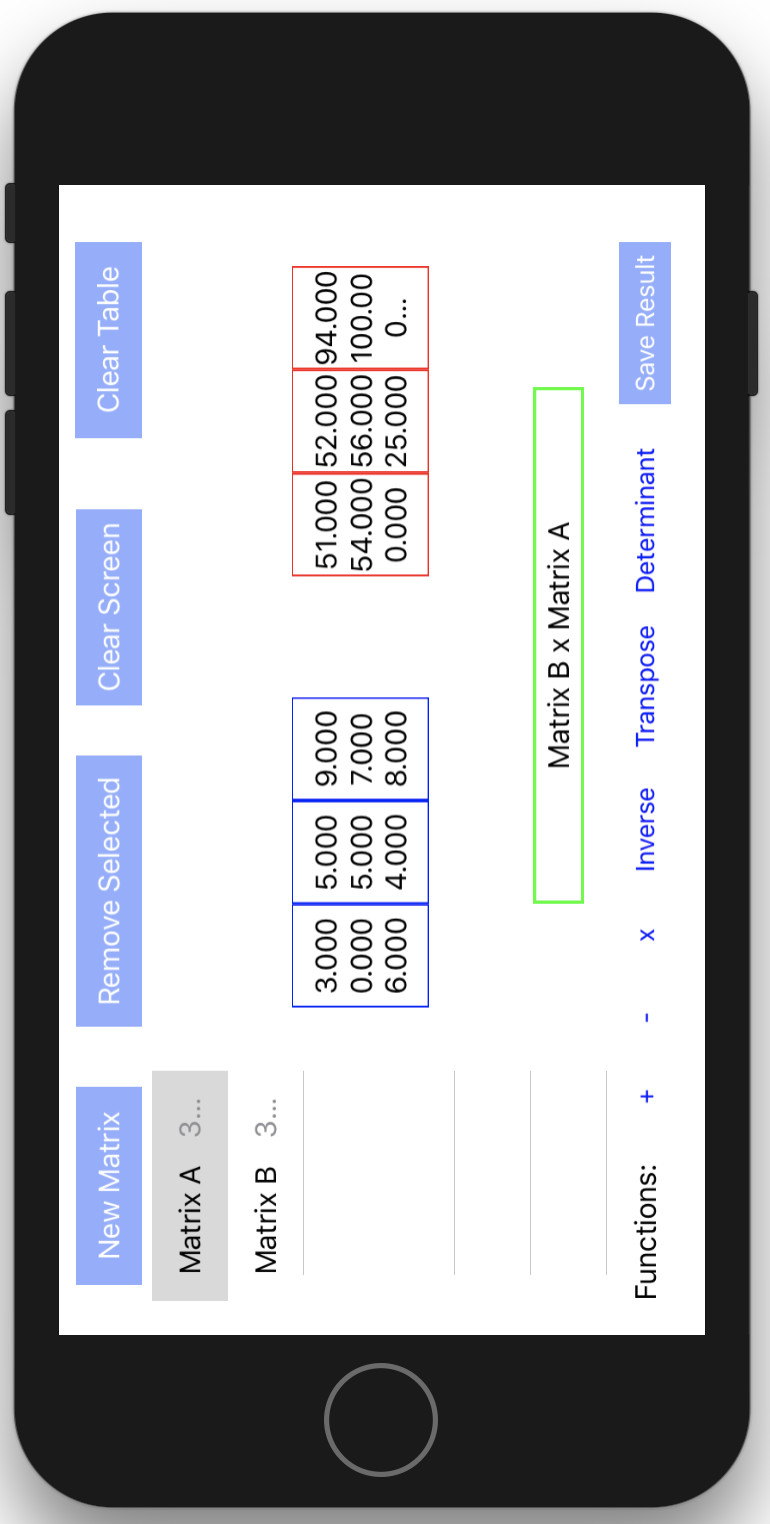 New Matrix
Remove Selected
Clear Screen
Clear Table
Matrix A 3...
Matrix B 3...
3.000 5.000 9.000
0.000 5.000 7.000
6.000 4.000 8.000
51.000 52.000 94.000
54.000 56.000 100.00
0.000 25.000 0...
Matrix B x Matrix A
Functions: + - x Inverse Transpose Determinant
Save Result